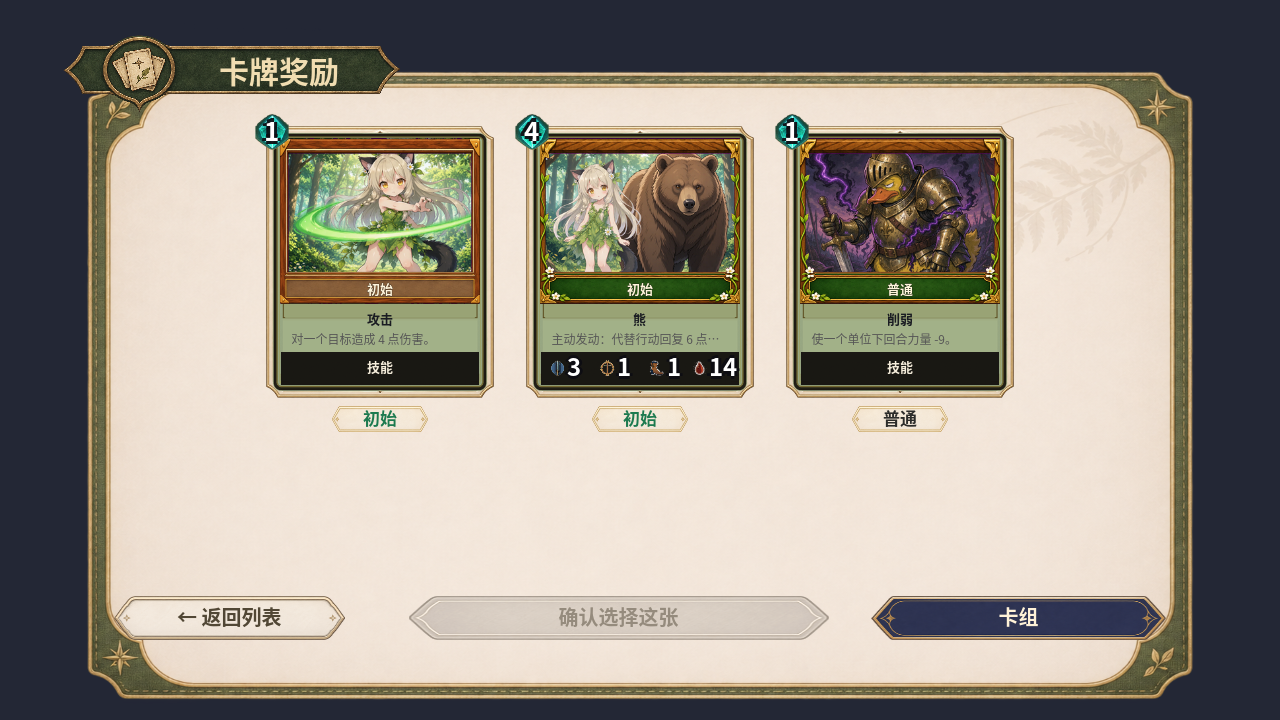 卡牌奖励
1
4
1
初始
初始
普通
攻击
熊
削弱
对一个目标造成 4 点伤害。
主动发动：代替行动回复 6 点…
使一个单位下回合力量 -9。
技能
3 1 1 14
技能
初始
初始
普通
← 返回列表
确认选择这张
卡组